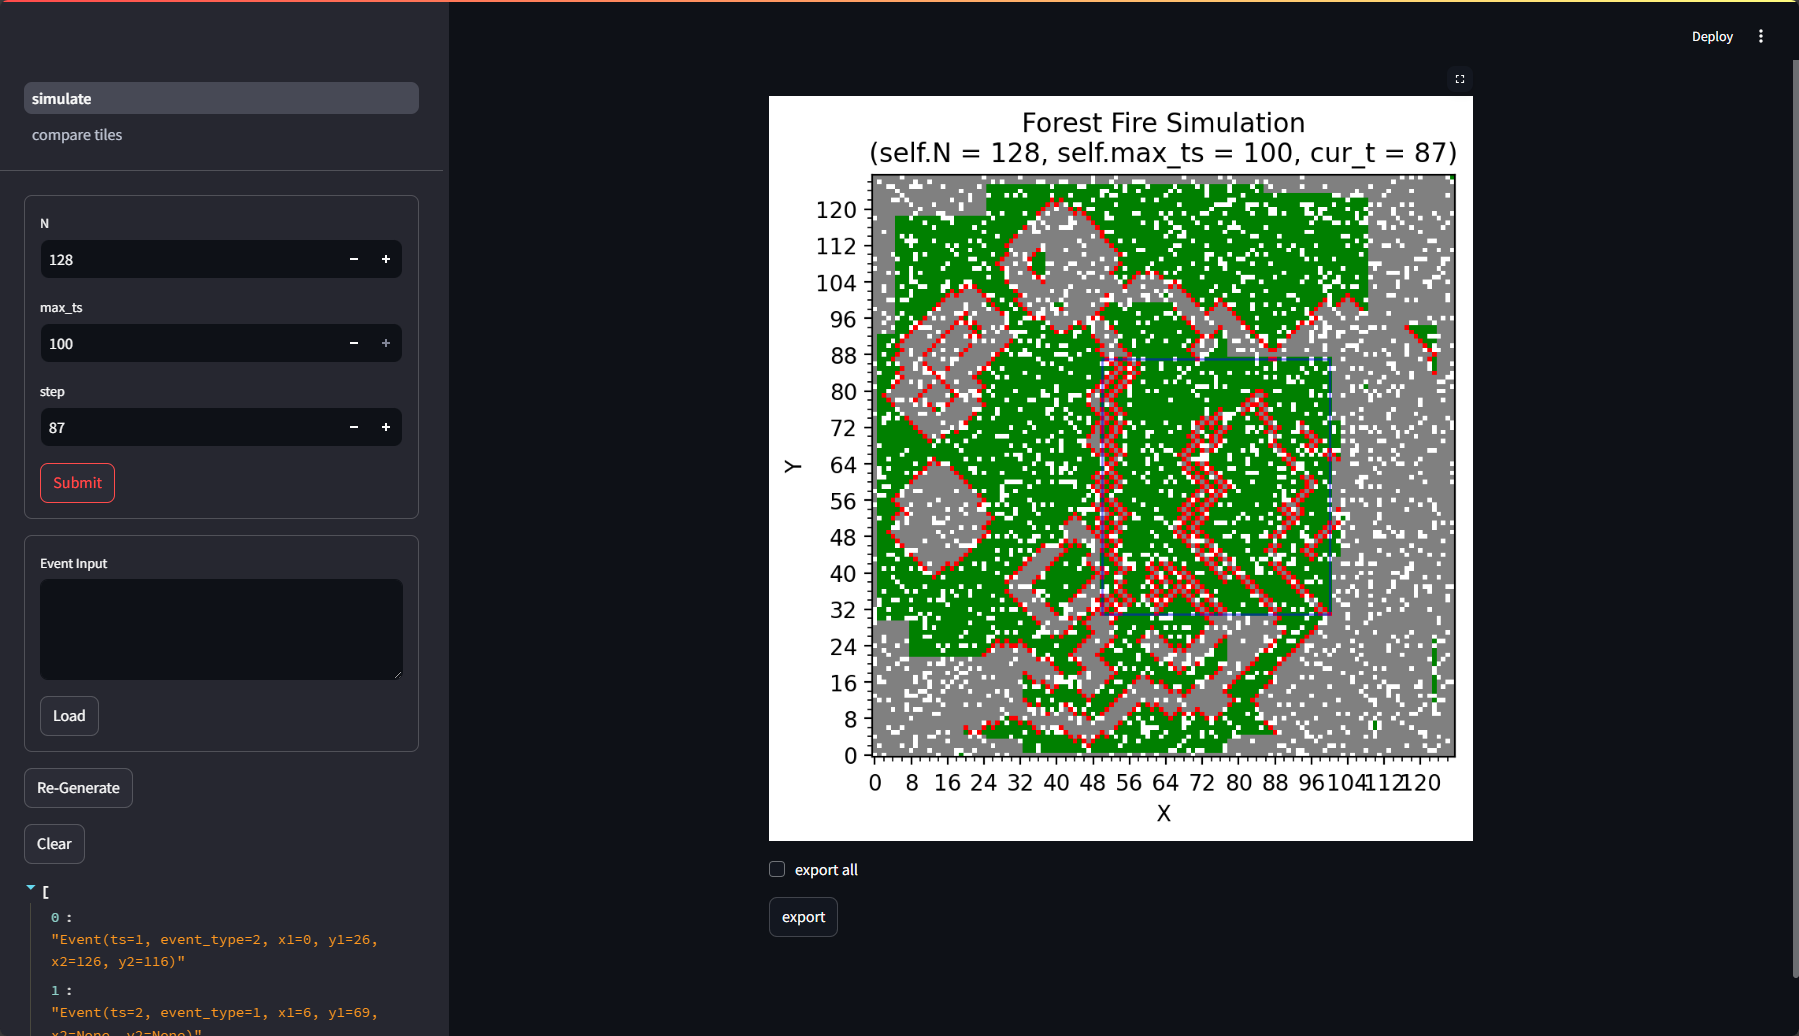 Deploy
simulate
compare tiles
N
128
max_ts
100
step
87
Submit
Event Input
Load
Re-Generate
Clear
[
0 :
"Event(ts=1, event_type=2, x1=0, y1=26,
x2=126, y2=116)"
1 :
"Event(ts=2, event_type=1, x1=6, y1=69,
x2=None, y2=None)"
Forest Fire Simulation
(self.N = 128, self.max_ts = 100, cur_t = 87)
120
112
104
96
88
80
72
64
56
48
40
32
24
16
8
0
Y
0 8 16 24 32 40 48 56 64 72 80 88 96 104 112 120
X
export all
export